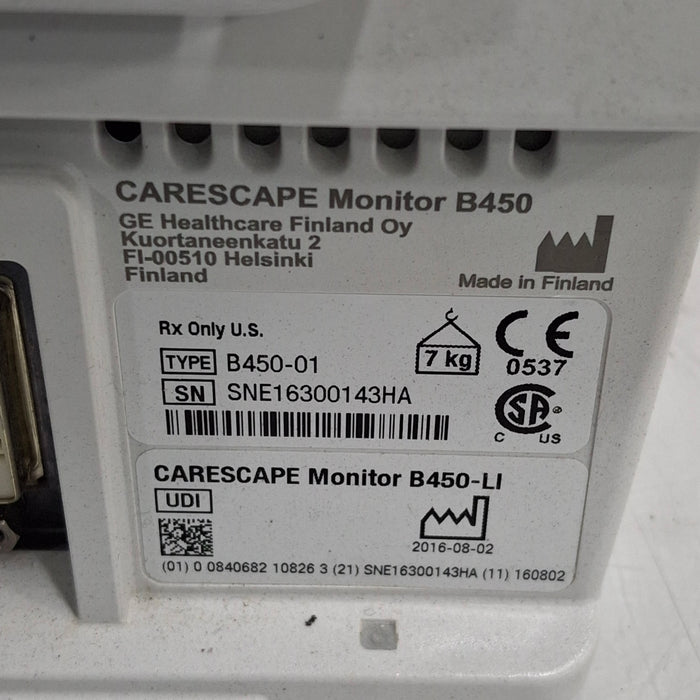 CARESCAPE Monitor B450
GE Healthcare Finland Oy
Kuortaneenkatu 2
FI-00510 Helsinki
Finland
Made in Finland
Rx Only U.S.
TYPE B450-01
7 kg
CE
0537
SN SNE16300143HA
SA ®
C US
CARESCAPE Monitor B450-LI
UDI
2016-08-02
(01) 0 0840682 10826 3 (21) SNE16300143HA (11) 160802